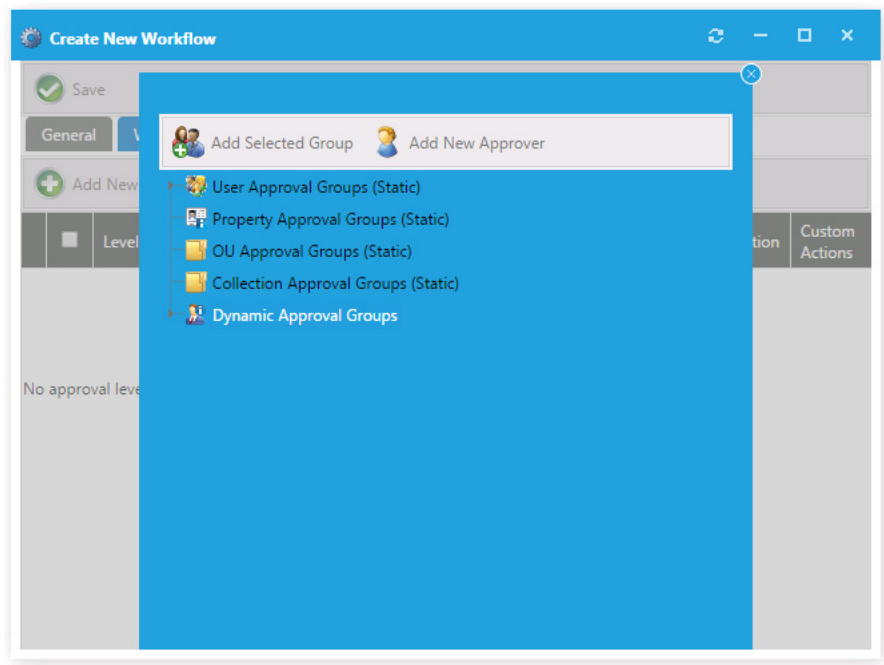 Create New Workflow
Save
General
Add Selected Group
Add New Approver
Add New
User Approval Groups (Static)
Property Approval Groups (Static)
Level
OU Approval Groups (Static)
tion
Custom
Actions
Collection Approval Groups (Static)
Dynamic Approval Groups
No approval leve